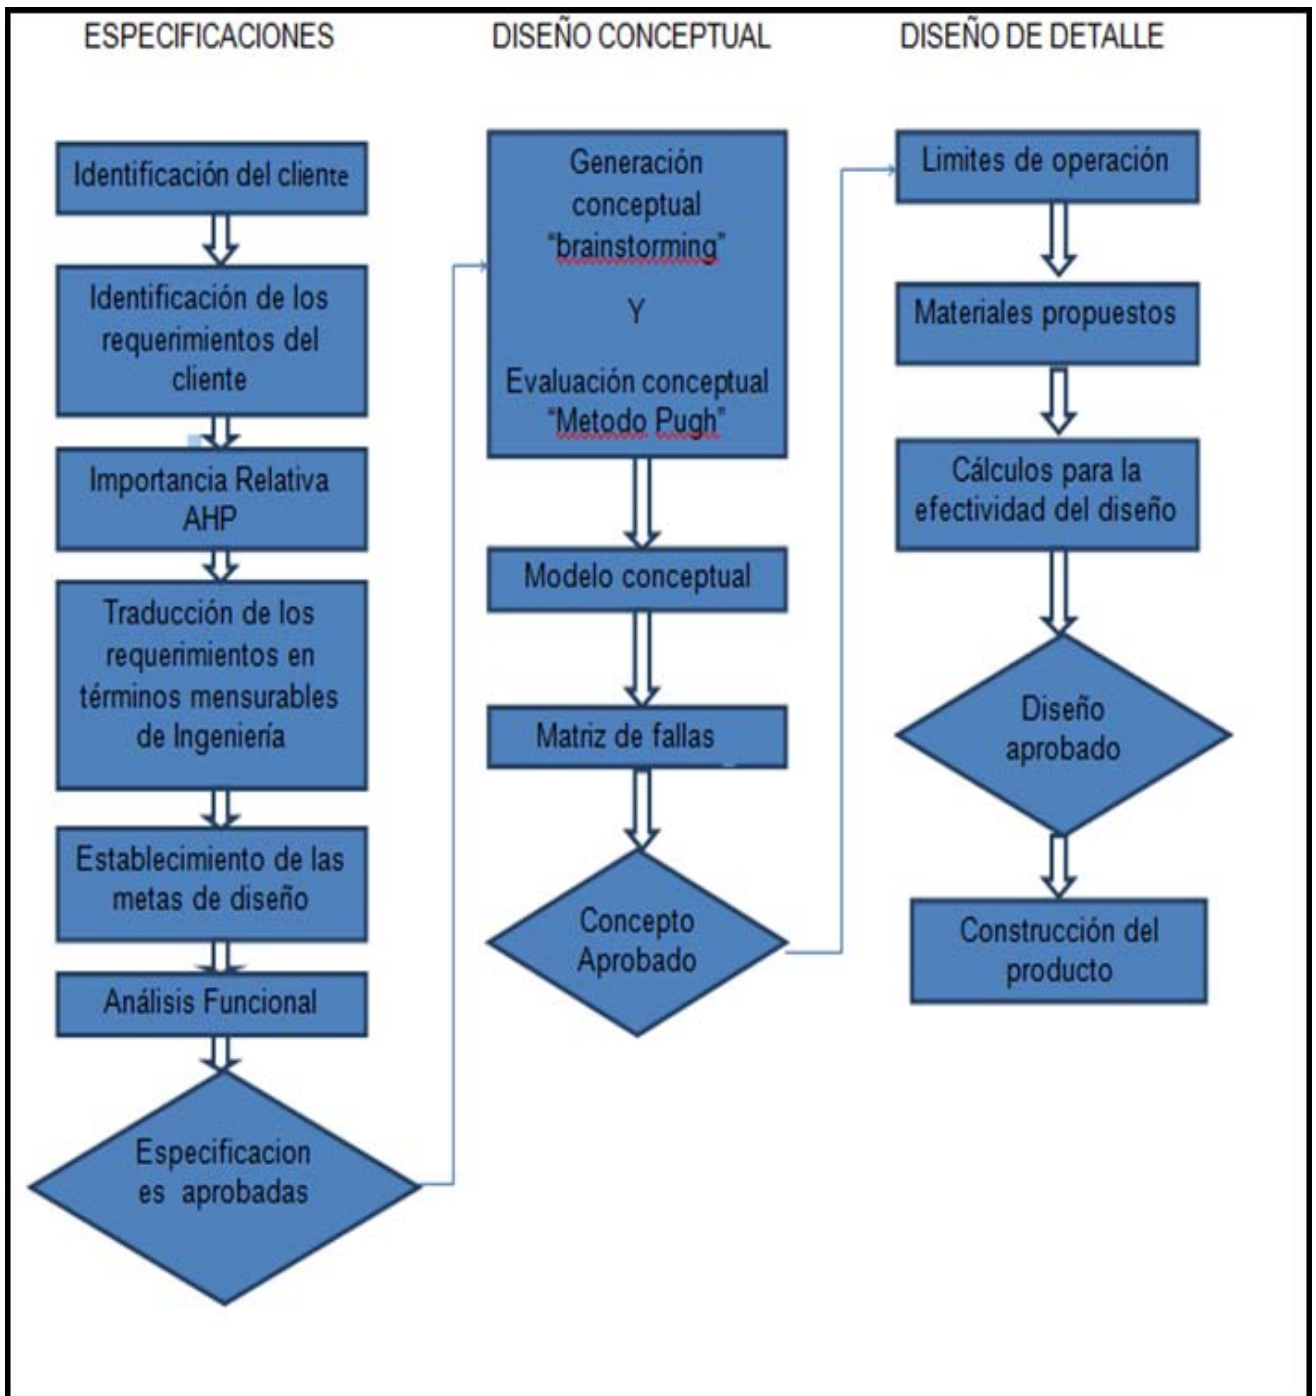 ESPECIFICACIONES
Identificación del cliente
Identificación de los
requerimientos del
cliente
Importancia Relativa
AHP
Traducción de los
requerimientos en
términos mensurables
de Ingeniería
Establecimiento de las
metas de diseño
Análisis Funcional
Especificacion
es aprobadas
DISEÑO CONCEPTUAL
Generación
conceptual
“brainstorming”
Y
Evaluación conceptual
“Metodo Pugh”
Modelo conceptual
Matriz de fallas
Concepto
Aprobado
DISEÑO DE DETALLE
Limites de operación
Materiales propuestos
Cálculos para la
efectividad del diseño
Diseño
aprobado
Construcción del
producto